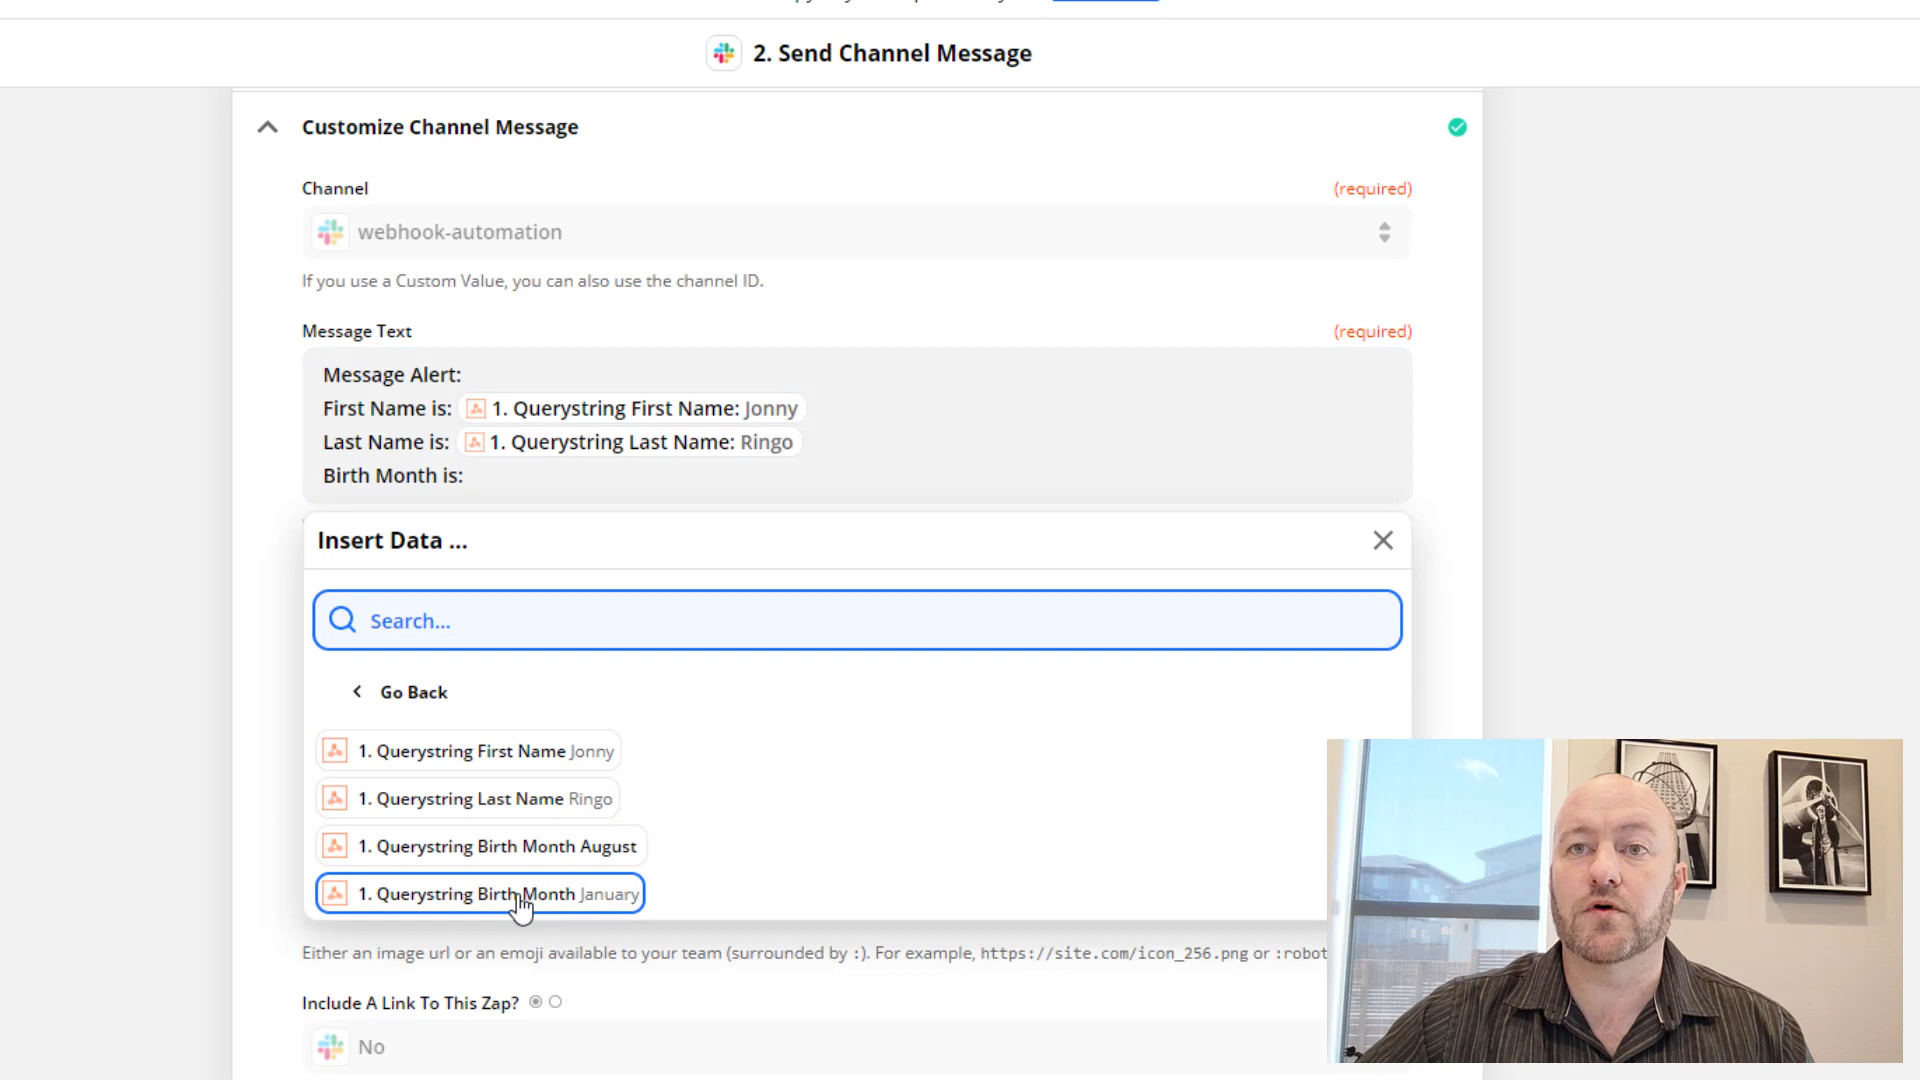 2. Send Channel Message
Customize Channel Message
Channel
(required)
webhook-automation
If you use a Custom Value, you can also use the channel ID.
Message Text
(required)
Message Alert:
First Name is: 1. Querystring First Name: Jonny
Last Name is: 1. Querystring Last Name: Ringo
Birth Month is:
Insert Data ...
Search...
Go Back
1. Querystring First Name Jonny
1. Querystring Last Name Ringo
1. Querystring Birth Month August
1. Querystring Birth Month January
Either an image url or an emoji available to your team (surrounded by :). For example, https://site.com/icon_256.png or :robot
Include A Link To This Zap?
No